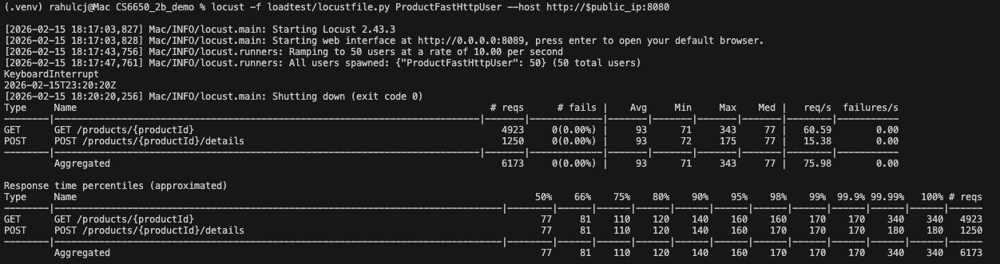 (.venv) rahulcj@Mac CS6650_2b_demo % locust -f loadtest/locustfile.py ProductFastHttpUser --host http://$public_ip:8080
[2026-02-15 18:17:03,827] Mac/INFO/locust.main: Starting Locust 2.43.3
[2026-02-15 18:17:03,828] Mac/INFO/locust.main: Starting web interface at http://0.0.0.0:8089, press enter to open your default browser.
[2026-02-15 18:17:43,756] Mac/INFO/locust.runners: Ramping to 50 users at a rate of 10.00 per second
[2026-02-15 18:17:47,761] Mac/INFO/locust.runners: All users spawned: {"ProductFastHttpUser": 50} (50 total users)
KeyboardInterrupt
2026-02-15T23:20:20Z
[2026-02-15 18:20:20,256] Mac/INFO/locust.main: Shutting down (exit code 0)
Type Name # reqs # fails | Avg Min Max Med | req/s failures/s
GET GET /products/{productId} 4923 0(0.00%) | 93 71 343 77 | 60.59 0.00
POST POST /products/{productId}/details 1250 0(0.00%) | 93 72 175 77 | 15.38 0.00
Aggregated 6173 0(0.00%) | 93 71 343 77 | 75.98 0.00
Response time percentiles (approximated)
Type Name 50% 66% 75% 80% 90% 95% 98% 99% 99.9% 99.99% 100% # reqs
GET GET /products/{productId} 77 81 110 120 140 160 160 170 170 340 340 4923
POST POST /products/{productId}/details 77 81 110 120 140 160 170 170 170 180 180 1250
Aggregated 77 81 110 120 140 160 170 170 170 340 340 6173